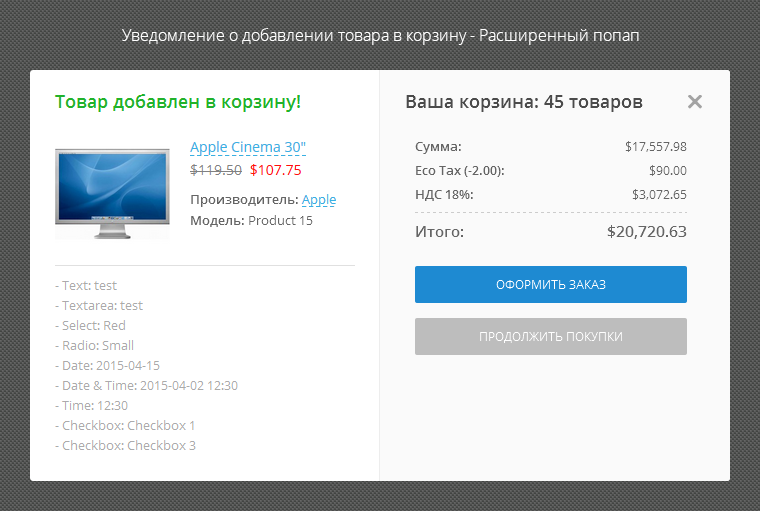 Уведомление о добавлении товара в корзину - Расширенный попап
Товар добавлен в корзину!
Apple Cinema 30"
$119.50 $107.75
Производитель: Apple
Модель: Product 15
- Text: test
- Textarea: test
- Select: Red
- Radio: Small
- Date: 2015-04-15
- Date & Time: 2015-04-02 12:30
- Time: 12:30
- Checkbox: Checkbox 1
- Checkbox: Checkbox 3
Ваша корзина: 45 товаров
Сумма: $17,557.98
Eco Tax (-2.00): $90.00
НДС 18%: $3,072.65
Итого: $20,720.63
ОФОРМИТЬ ЗАКАЗ
ПРОДОЛЖИТЬ ПОКУПКИ